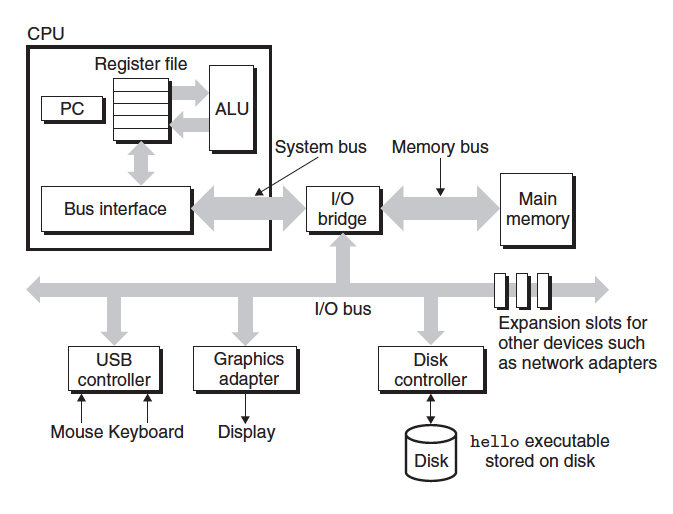 CPU
Register file
PC
ALU
System bus
Memory bus
Bus interface
I/O
bridge
Main
memory
I/O bus
Expansion slots for
other devices such
as network adapters
USB
controller
Graphics
adapter
Disk
controller
Mouse Keyboard
Display
Disk
hello executable
stored on disk